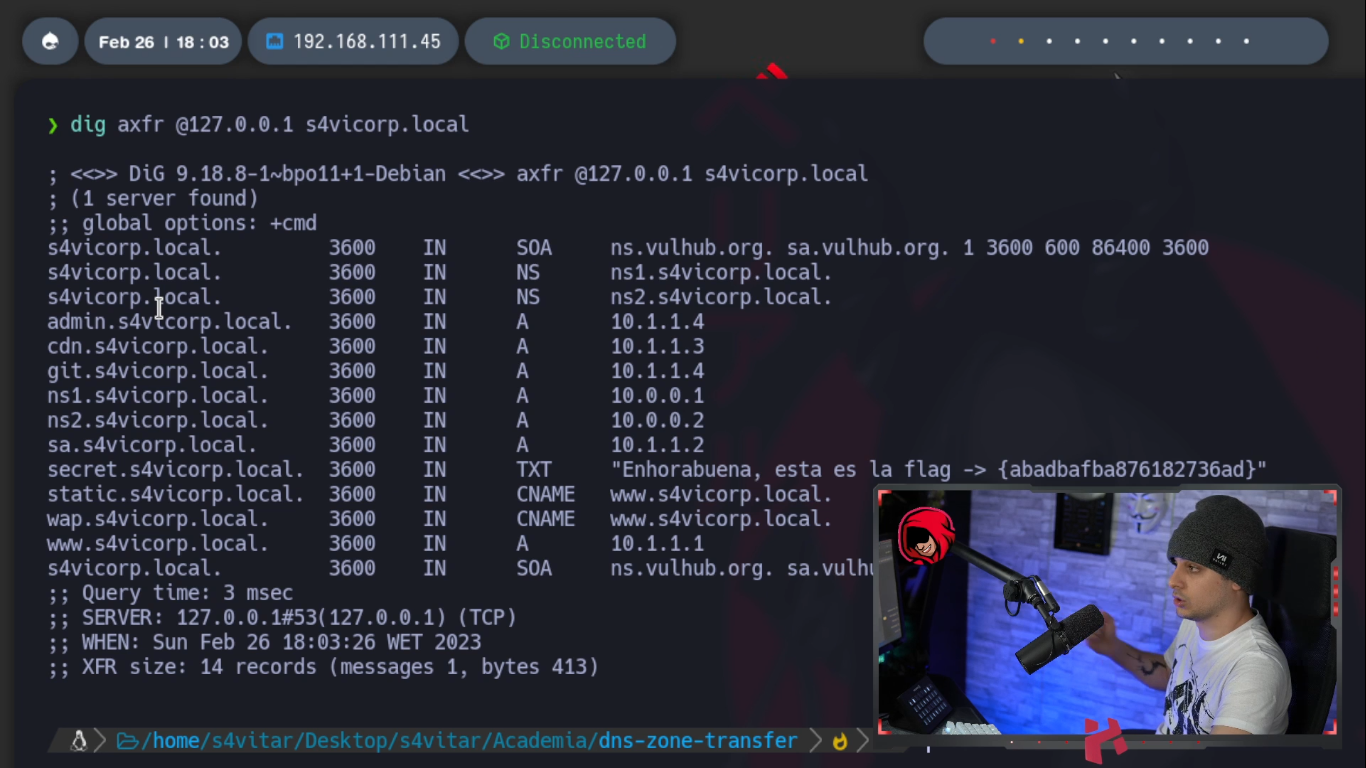 Feb 26 | 18:03 192.168.111.45 Disconnected
❯ dig axfr @127.0.0.1 s4vicorp.local
; <<>> DiG 9.18.8-1~bpo11+1-Debian <<>> axfr @127.0.0.1 s4vicorp.local
; (1 server found)
;; global options: +cmd
s4vicorp.local. 3600 IN SOA ns.vulhub.org. sa.vulhub.org. 1 3600 600 86400 3600
s4vicorp.local. 3600 IN NS ns1.s4vicorp.local.
s4vicorp.local. 3600 IN NS ns2.s4vicorp.local.
admin.s4vicorp.local. 3600 IN A 10.1.1.4
cdn.s4vicorp.local. 3600 IN A 10.1.1.3
git.s4vicorp.local. 3600 IN A 10.1.1.4
ns1.s4vicorp.local. 3600 IN A 10.0.0.1
ns2.s4vicorp.local. 3600 IN A 10.0.0.2
sa.s4vicorp.local. 3600 IN A 10.1.1.2
secret.s4vicorp.local. 3600 IN TXT "Enhorabuena, esta es la flag -> {abadbafba876182736ad}"
static.s4vicorp.local. 3600 IN CNAME www.s4vicorp.local.
wap.s4vicorp.local. 3600 IN CNAME www.s4vicorp.local.
www.s4vicorp.local. 3600 IN A 10.1.1.1
s4vicorp.local. 3600 IN SOA ns.vulhub.org. sa.vulhu
;; Query time: 3 msec
;; SERVER: 127.0.0.1#53(127.0.0.1) (TCP)
;; WHEN: Sun Feb 26 18:03:26 WET 2023
;; XFR size: 14 records (messages 1, bytes 413)
/home/s4vitar/Desktop/s4vitar/Academia/dns-zone-transfer